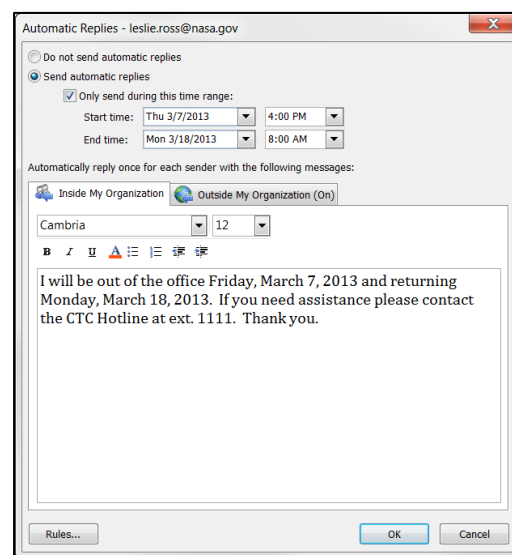 Automatic Replies - leslie.ross@nasa.gov
Do not send automatic replies
Send automatic replies
Only send during this time range:
Start time: Thu 3/7/2013 4:00 PM
End time: Mon 3/18/2013 8:00 AM
Automatically reply once for each sender with the following messages:
Inside My Organization Outside My Organization (On)
Cambria 12
B I U A
I will be out of the office Friday, March 7, 2013 and returning
Monday, March 18, 2013. If you need assistance please contact
the CTC Hotline at ext. 1111. Thank you.
Rules... OK Cancel